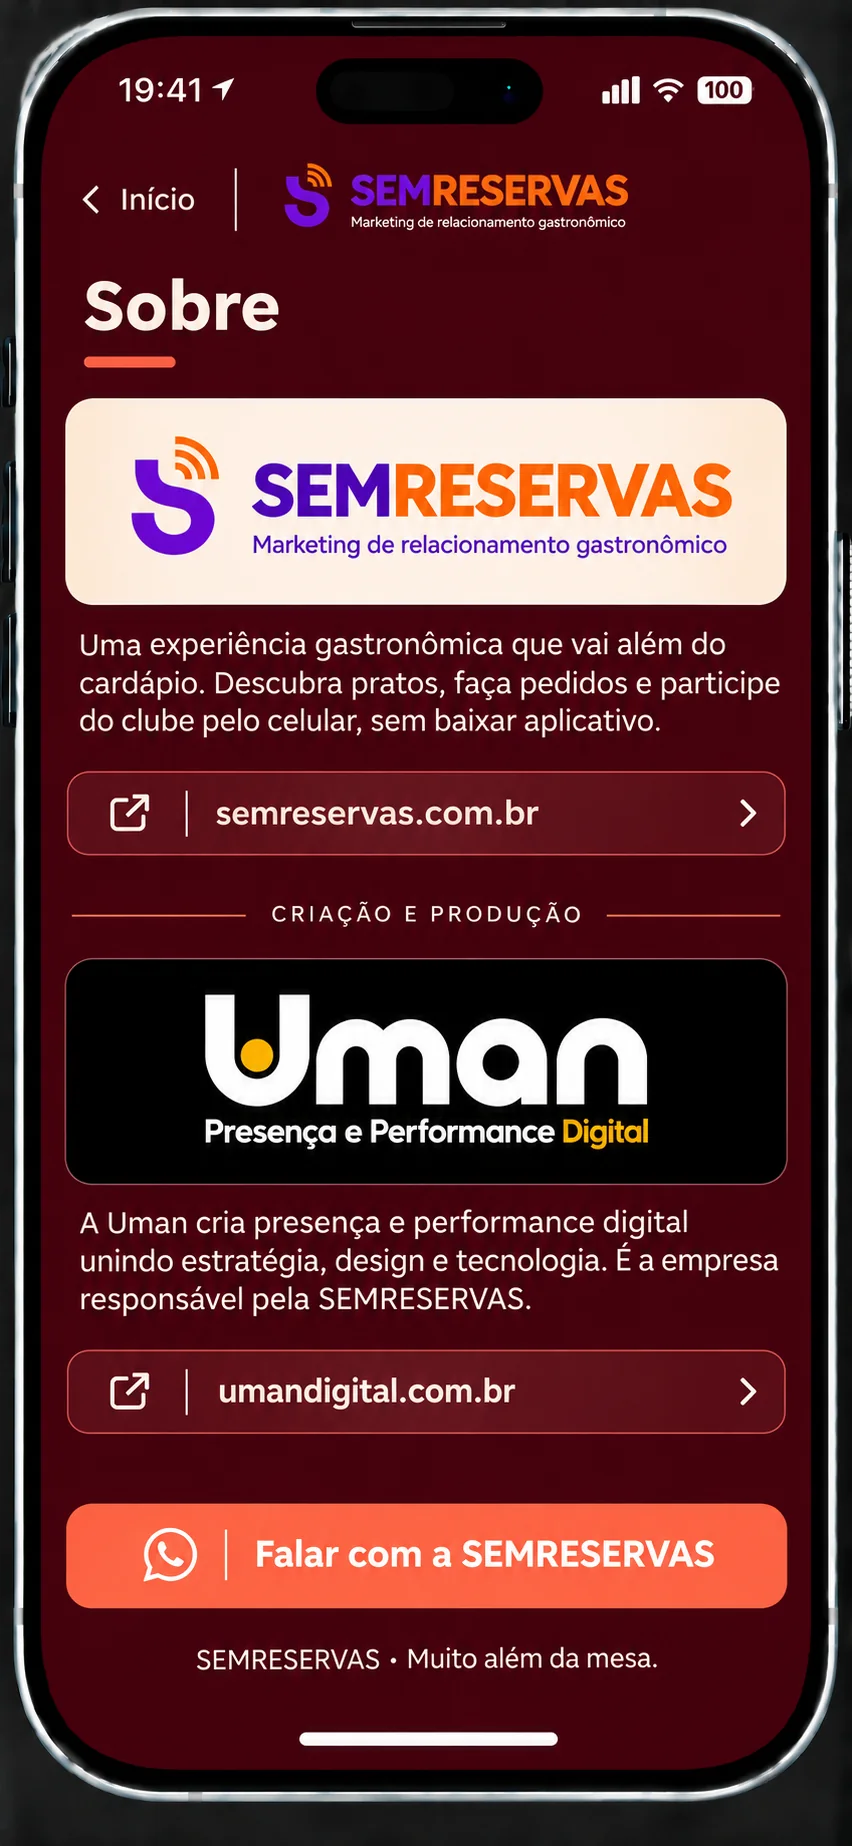 19:41
100
Início
SEMRESERVAS
Marketing de relacionamento gastronômico
Sobre
SEMRESERVAS
Marketing de relacionamento gastronômico
Uma experiência gastronômica que vai além do
cardápio. Descubra pratos, faça pedidos e participe
do clube pelo celular, sem baixar aplicativo.
semreservas.com.br
CRIAÇÃO E PRODUÇÃO
Uman
Presença e Performance Digital
A Uman cria presença e performance digital
unindo estratégia, design e tecnologia. É a empresa
responsável pela SEMRESERVAS.
umandigital.com.br
Falar com a SEMRESERVAS
SEMRESERVAS • Muito além da mesa.